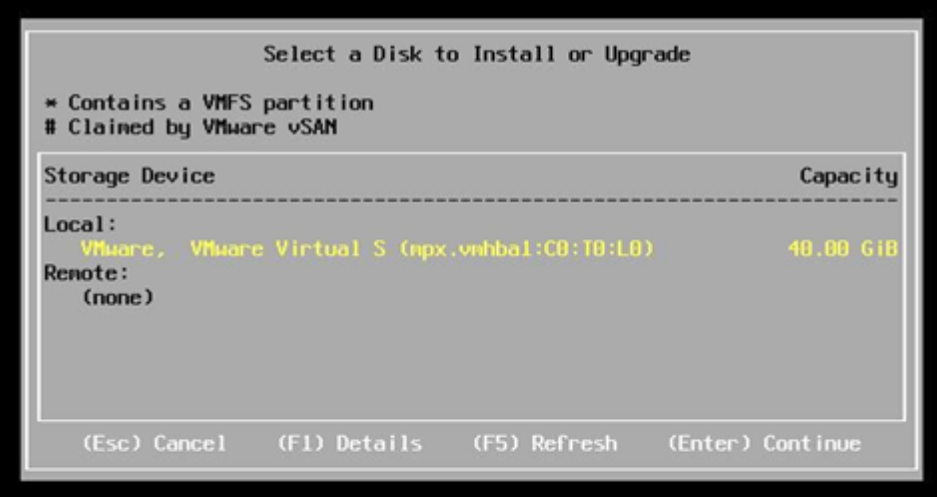 Select a Disk to Install or Upgrade
* Contains a VMFS partition
# Claimed by VMware vSAN
Storage Device Capacity
--------------------------------------------------------------------------------
Local:
VMware, VMware Virtual S (mpx.vmhba1:C0:T0:L0) 40.00 GiB
Remote:
(none)
(Esc) Cancel (F1) Details (F5) Refresh (Enter) Continue